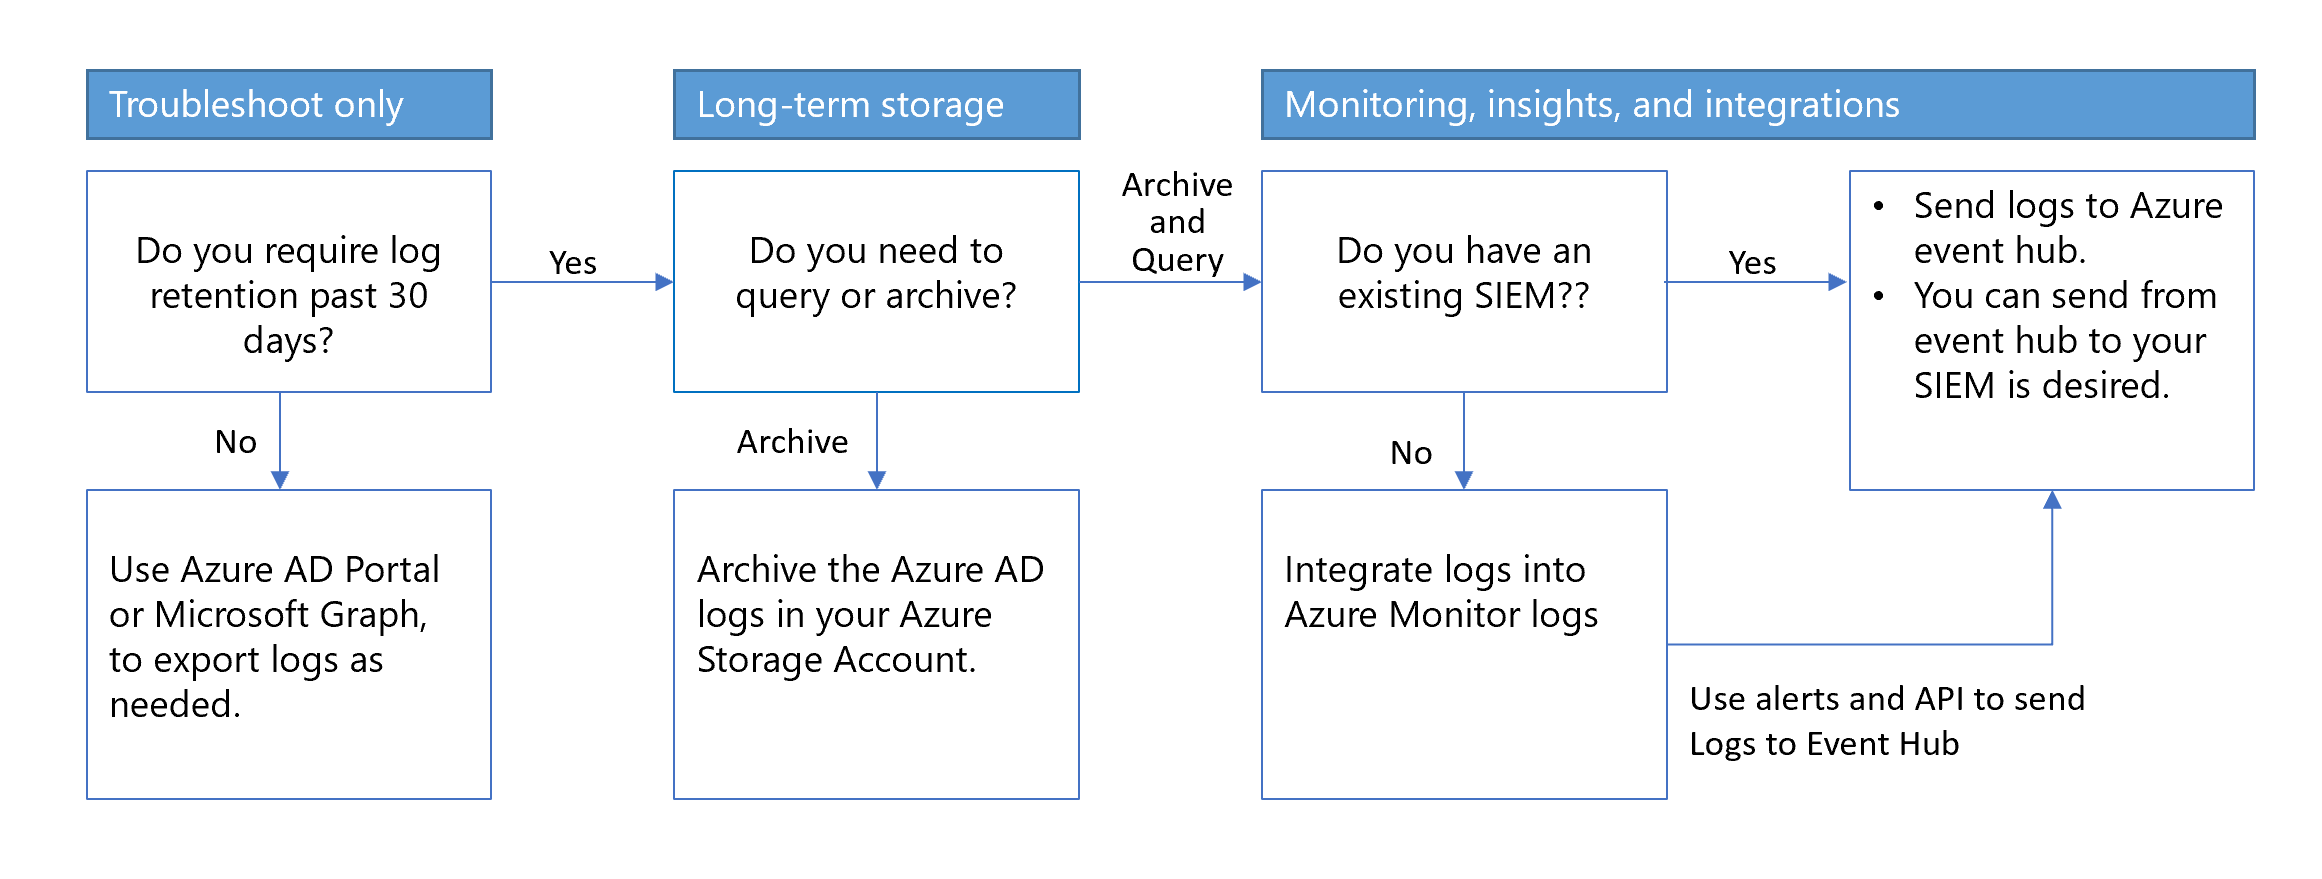 Troubleshoot only
Long-term storage
Monitoring, insights, and integrations
Do you require log
retention past 30
days?
Yes
Do you need to
query or archive?
Archive
and
Query
Do you have an
existing SIEM??
Yes
• Send logs to Azure
event hub.
• You can send from
event hub to your
SIEM is desired.
No
Archive
No
Use Azure AD Portal
or Microsoft Graph,
to export logs as
needed.
Archive the Azure AD
logs in your Azure
Storage Account.
Integrate logs into
Azure Monitor logs
Use alerts and API to send
Logs to Event Hub